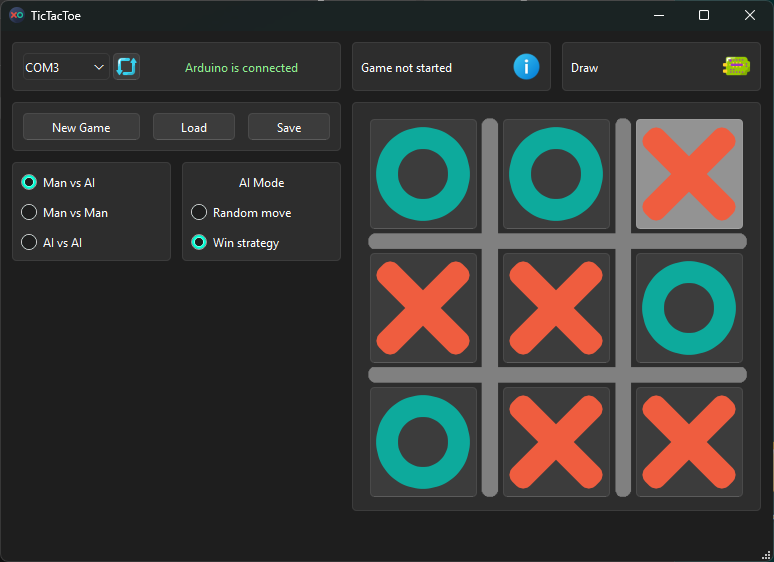 TicTacToe
COM3
Arduino is connected
Game not started
Draw
New Game
Load
Save
Man vs AI
Man vs Man
AI vs AI
AI Mode
Random move
Win strategy